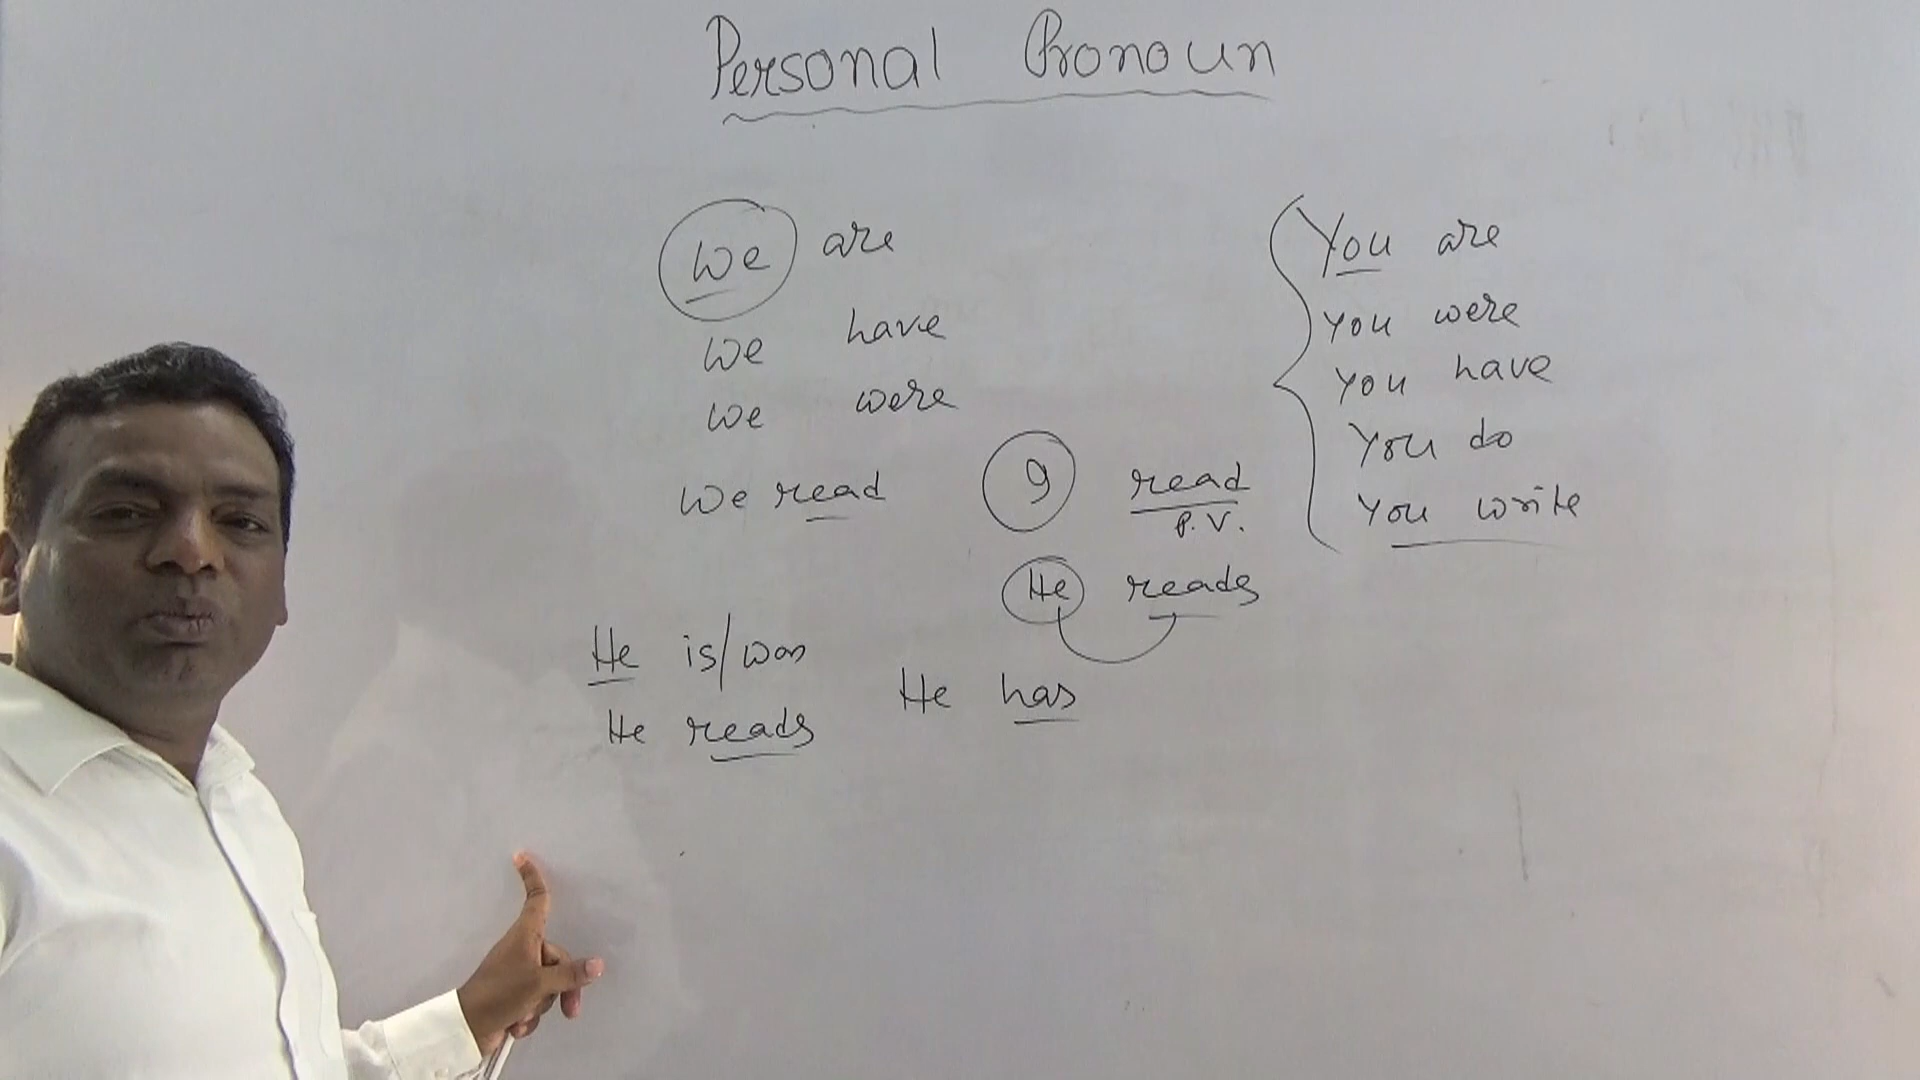 Personal Pronoun
We are
We have
We were
We read
I read
P.V.
He reads
He is/was
He reads
He has
You are
You were
You have
You do
You write